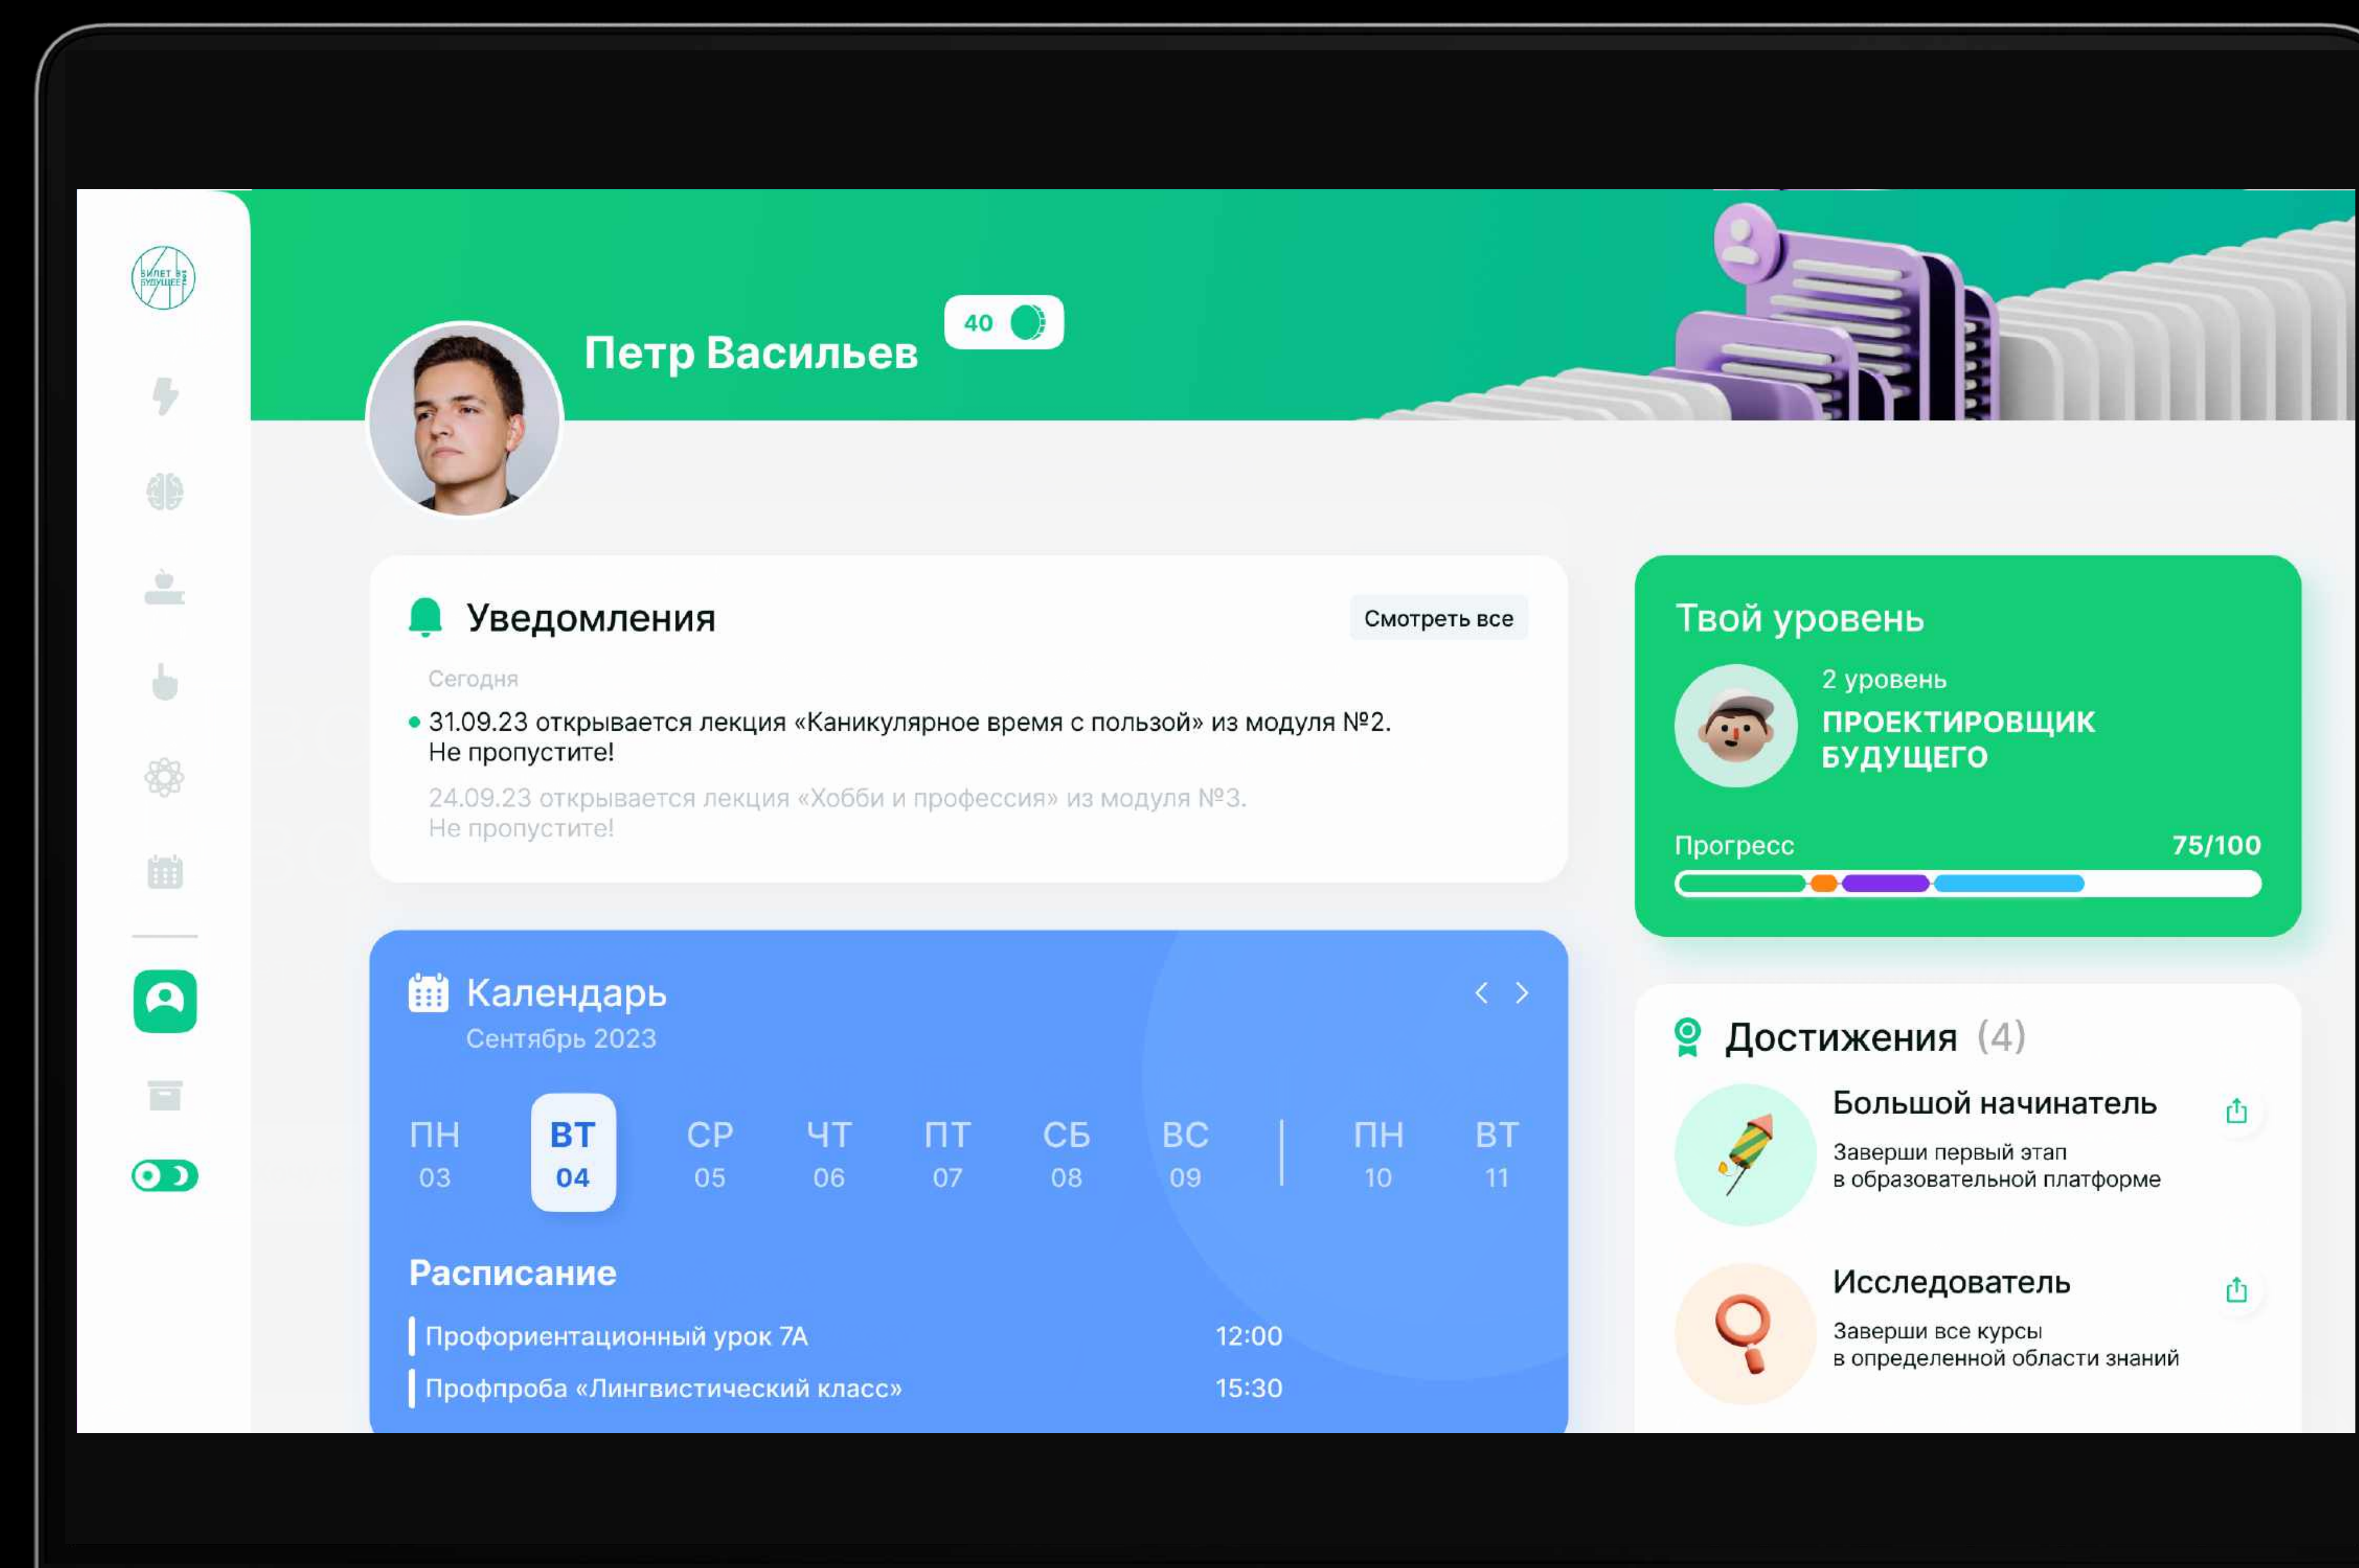 БИЛЕТ В
БУДУЩЕЕ
Петр Васильев
40
Уведомления
Смотреть все
Сегодня
31.09.23 открывается лекция «Каникулярное время с пользой» из модуля №2.
Не пропустите!
24.09.23 открывается лекция «Хобби и профессия» из модуля №3.
Не пропустите!
Твой уровень
2 уровень
ПРОЕКТИРОВЩИК
БУДУЩЕГО
Прогресс 75/100
Календарь
Сентябрь 2023
ПН ВТ СР ЧТ ПТ СБ ВС ПН ВТ
03 04 05 06 07 08 09 10 11
Расписание
Профориентационный урок 7А 12:00
Профпроба «Лингвистический класс» 15:30
Достижения (4)
Большой начинатель
Заверши первый этап
в образовательной платформе
Исследователь
Заверши все курсы
в определенной области знаний